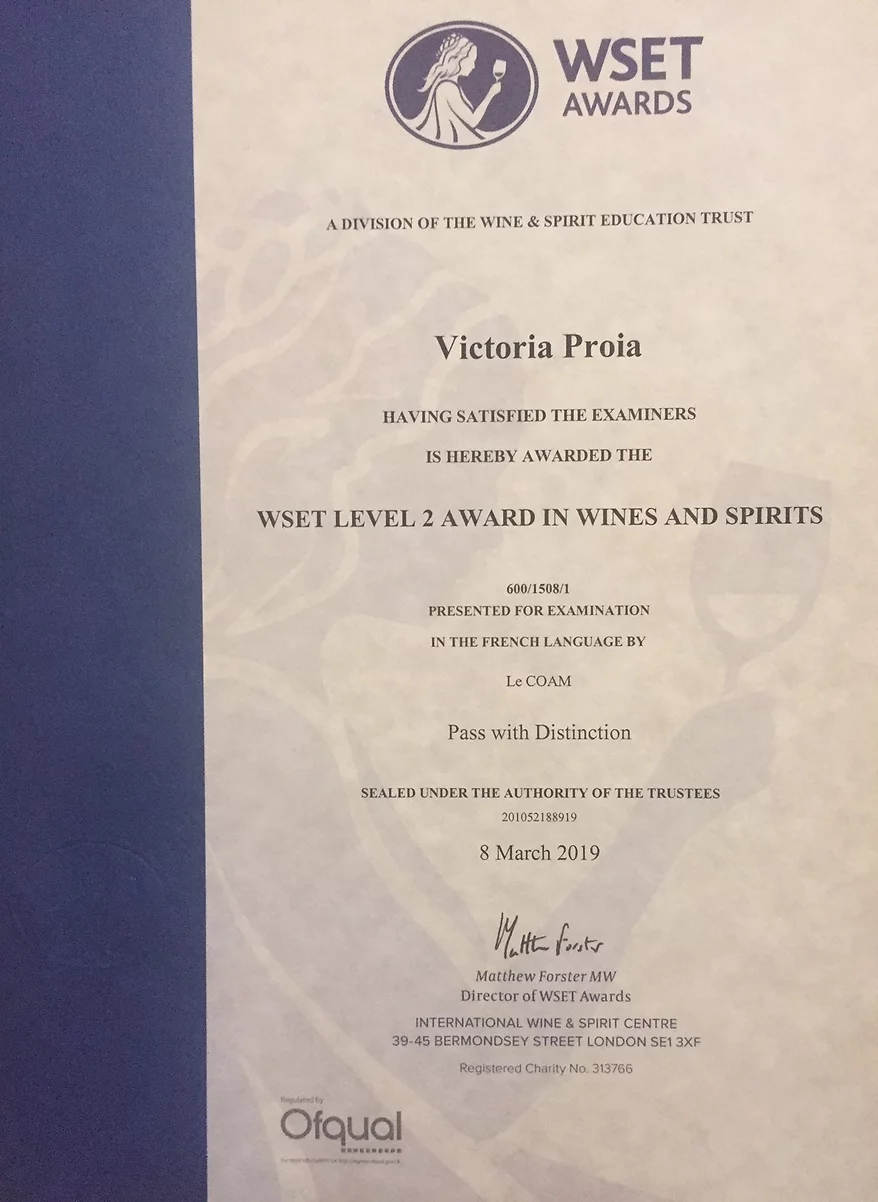 WSET
AWARDS
A DIVISION OF THE WINE & SPIRIT EDUCATION TRUST
Victoria Proia
HAVING SATISFIED THE EXAMINERS
IS HEREBY AWARDED THE
WSET LEVEL 2 AWARD IN WINES AND SPIRITS
600/1508/1
PRESENTED FOR EXAMINATION
IN THE FRENCH LANGUAGE BY
Le COAM
Pass with Distinction
SEALED UNDER THE AUTHORITY OF THE TRUSTEES
201052188919
8 March 2019
Matthew Forster
Matthew Forster MW
Director of WSET Awards
INTERNATIONAL WINE & SPIRIT CENTRE
39-45 BERMONDSEY STREET LONDON SE1 3XF
Registered Charity No. 313766
Regulated by
Ofqual